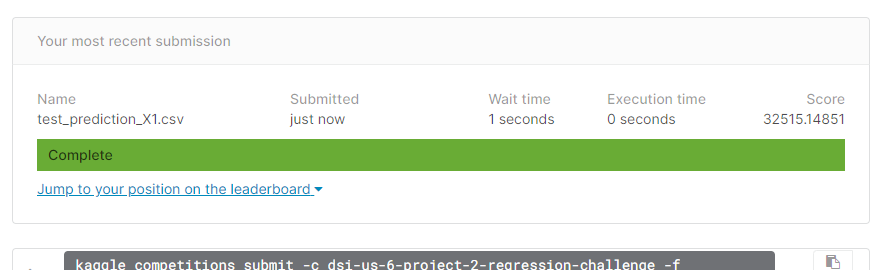 Your most recent submission
Name Submitted Wait time Execution time Score
test_prediction_X1.csv just now 1 seconds 0 seconds 32515.14851
Complete
Jump to your position on the leaderboard
kaggle competitions submit -c dsi-us-6-project-2-regression-challenge -f